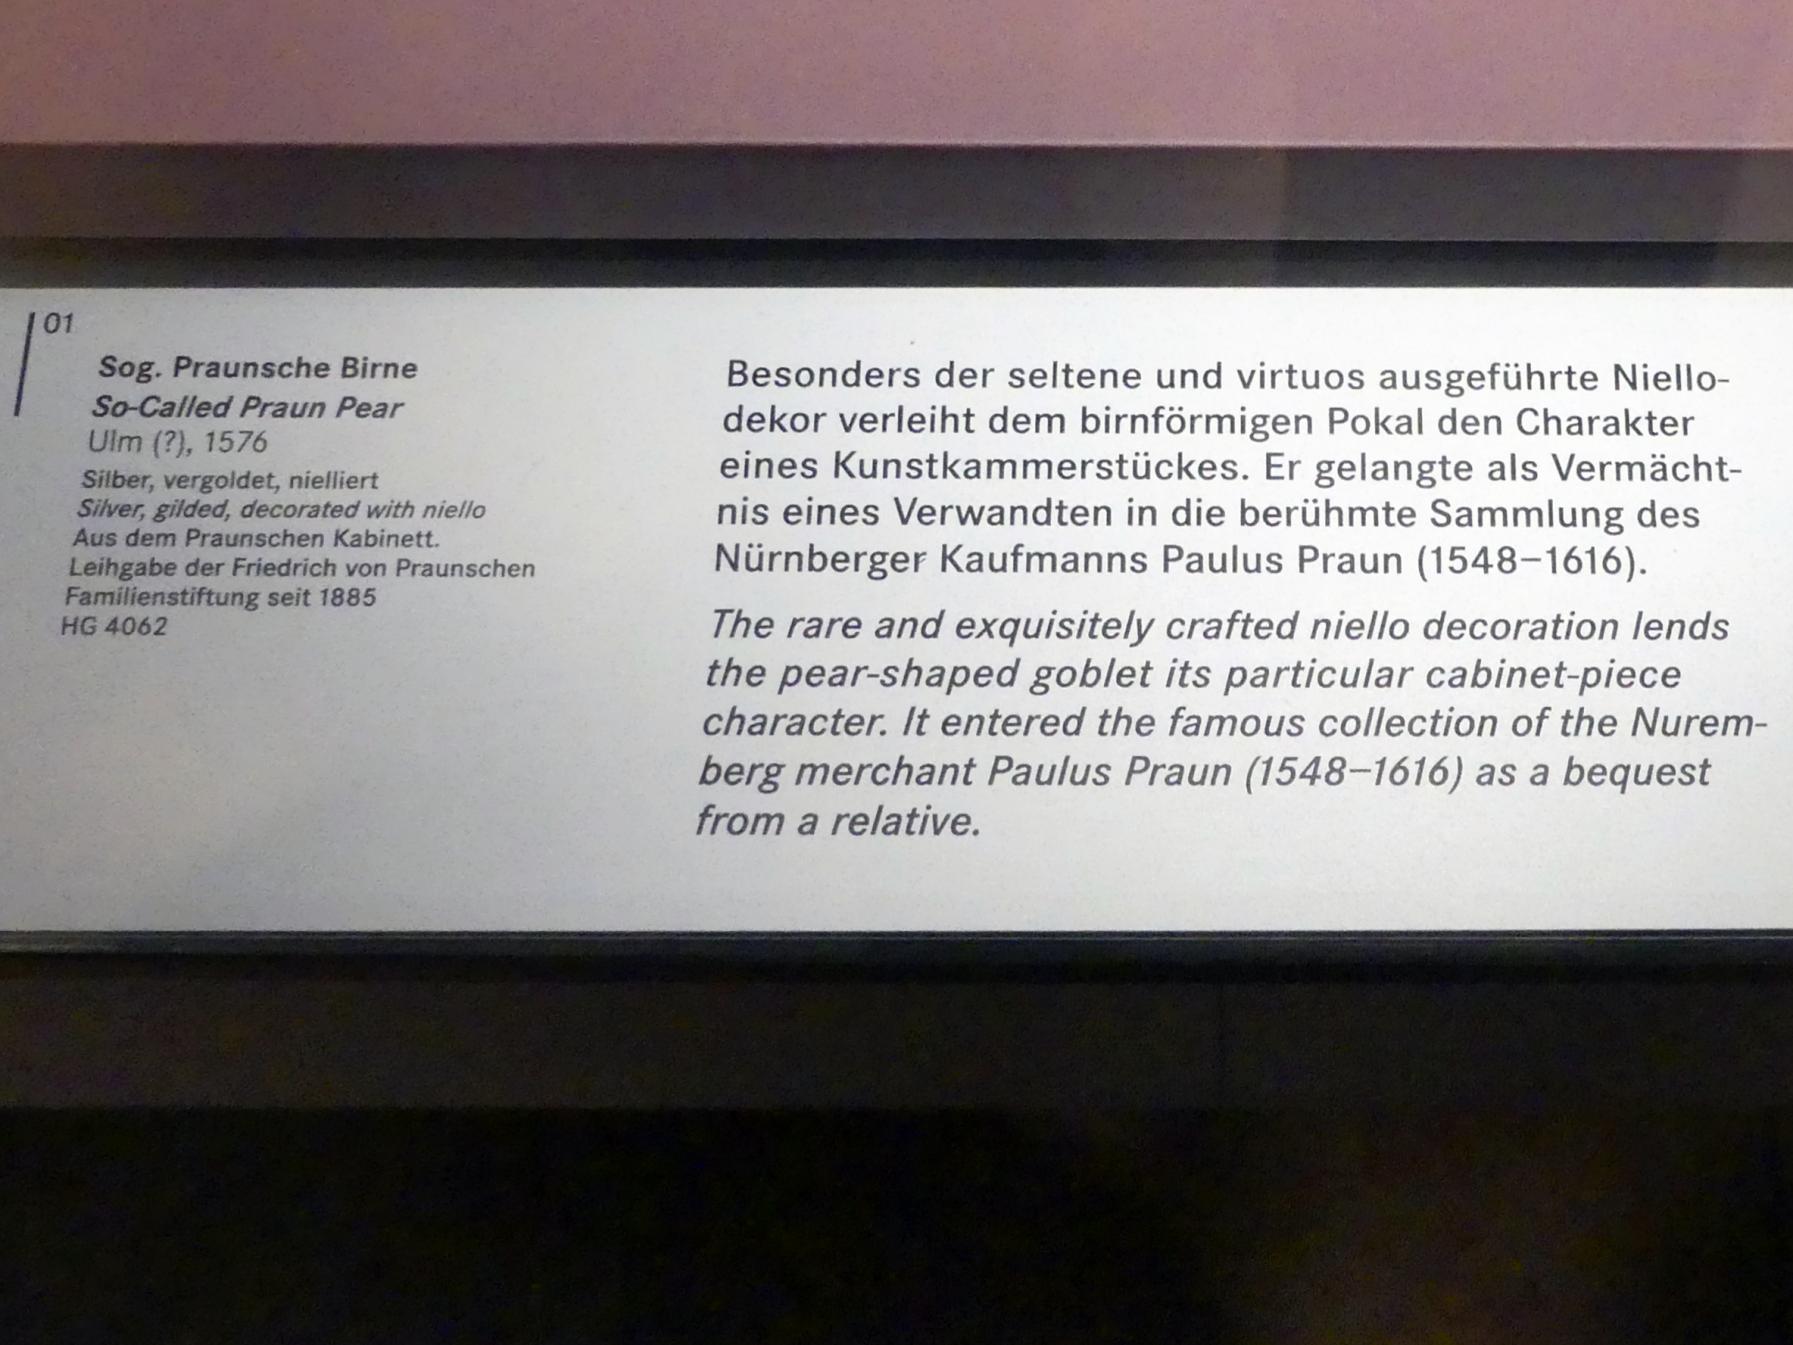 01
Sog. Praunsche Birne
So-Called Praun Pear
Ulm (?), 1576
Silber, vergoldet, nielliert
Silver, gilded, decorated with niello
Aus dem Praunschen Kabinett.
Leihgabe der Friedrich von Praunschen
Familienstiftung seit 1885
HG 4062
Besonders der seltene und virtuos ausgeführte Niello-
dekor verleiht dem birnförmigen Pokal den Charakter
eines Kunstkammerstückes. Er gelangte als Vermächt-
nis eines Verwandten in die berühmte Sammlung des
Nürnberger Kaufmanns Paulus Praun (1548–1616).
The rare and exquisitely crafted niello decoration lends
the pear-shaped goblet its particular cabinet-piece
character. It entered the famous collection of the Nurem-
berg merchant Paulus Praun (1548–1616) as a bequest
from a relative.